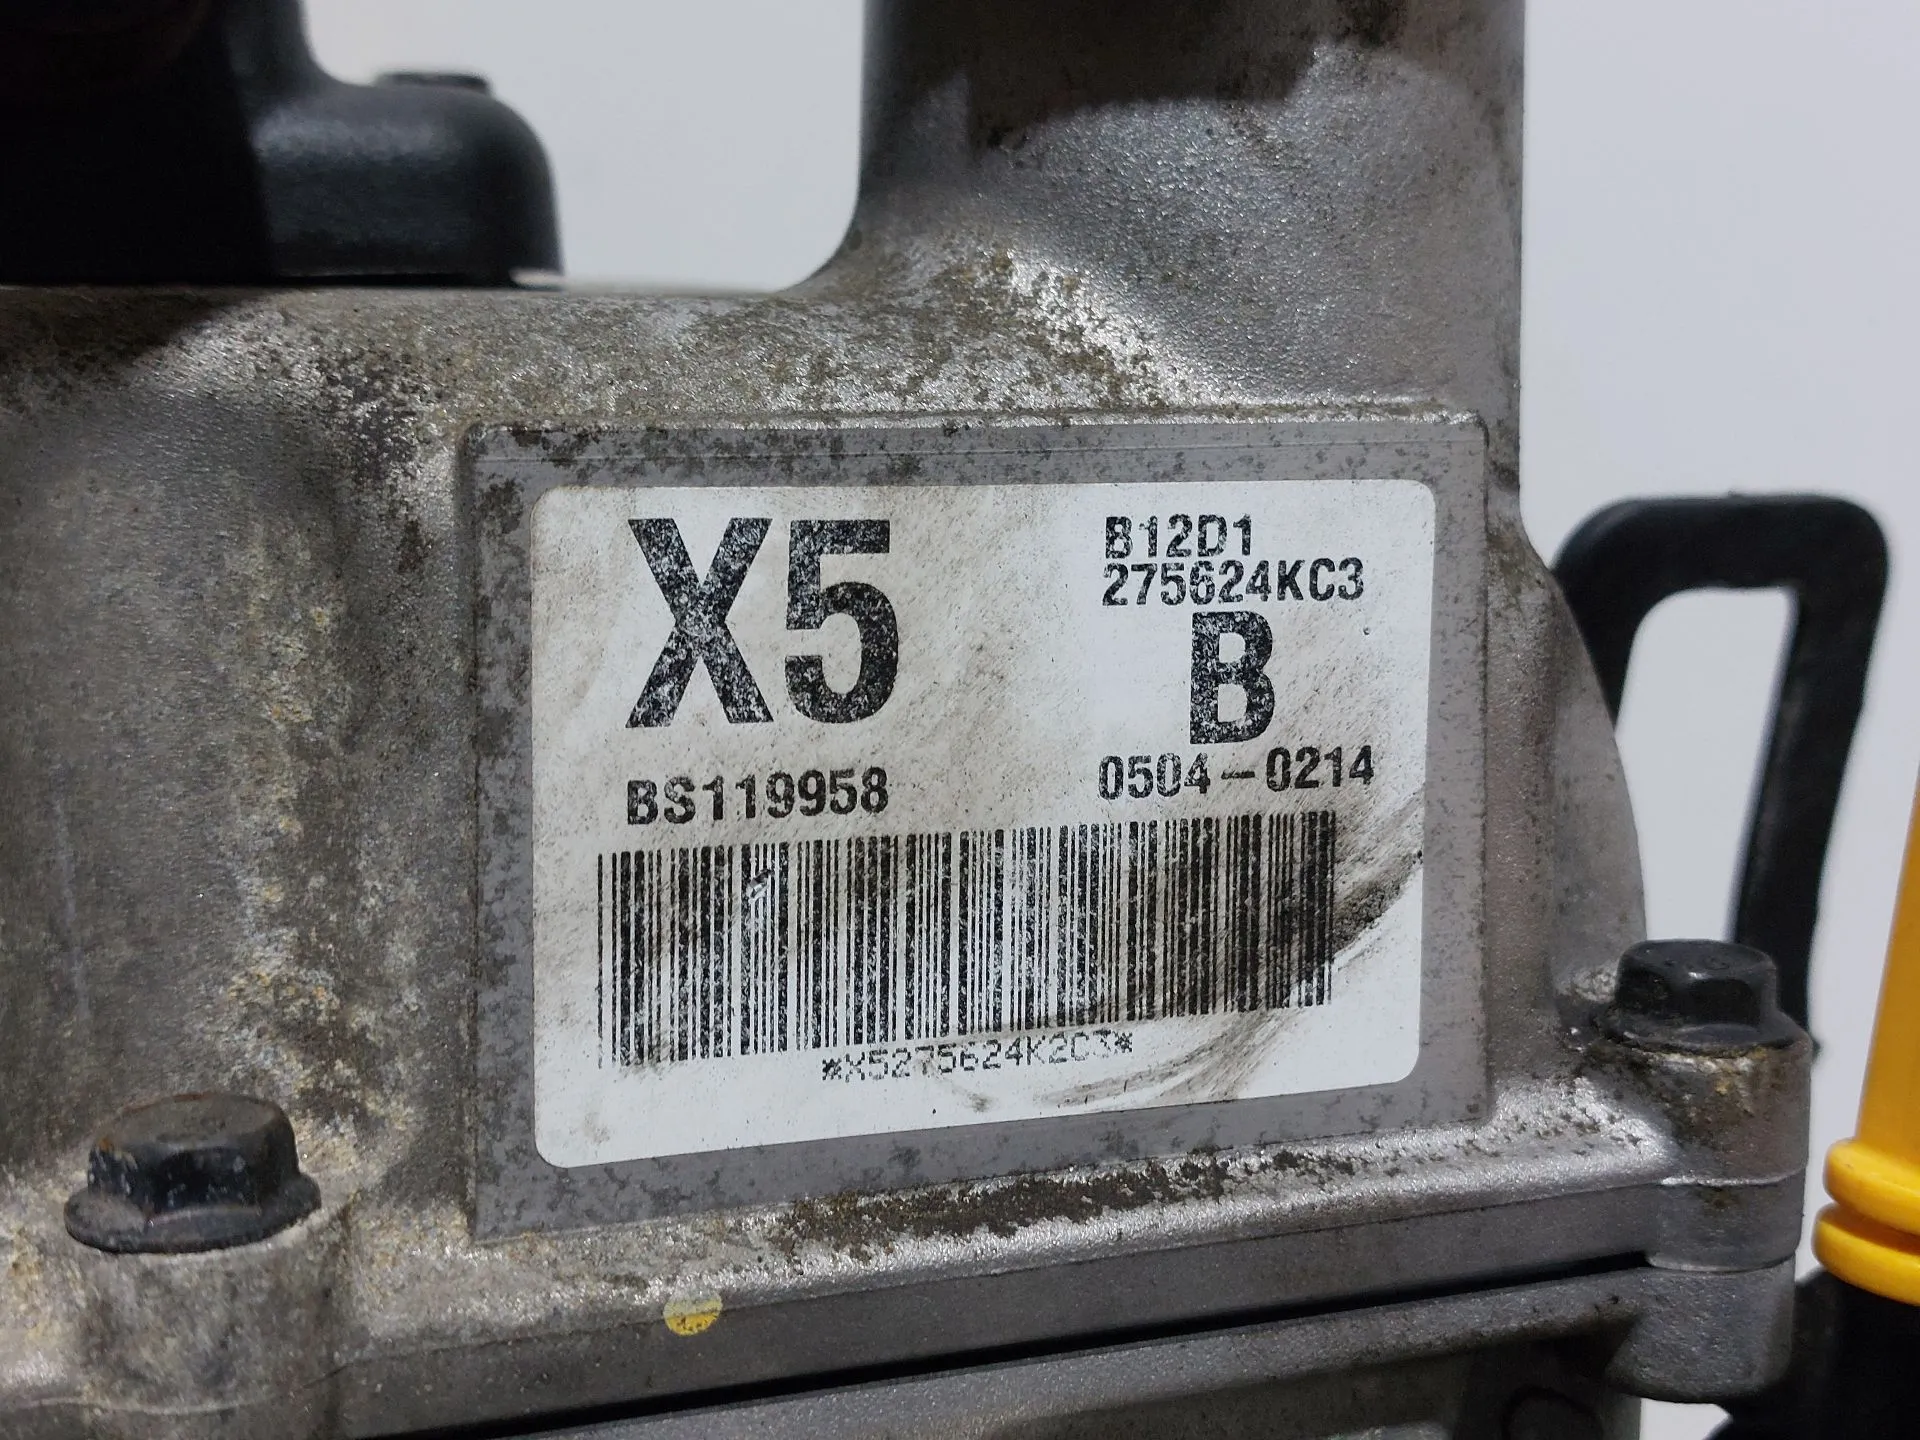 X5
B12D1
275624KC3
B
BS119958
0504-0214
*X5275624K2C3*